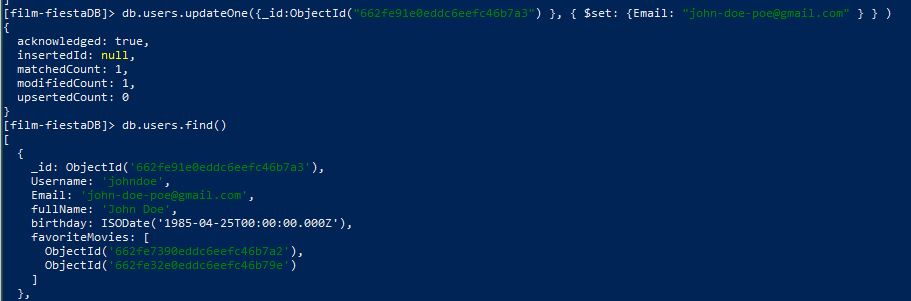 [film-fiestaDB]> db.users.updateOne({_id:ObjectId("662fe91e0eddc6eefc46b7a3") }, { $set: {Email: "john-doe-poe@gmail.com" } } )
{
  acknowledged: true,
  insertedId: null,
  matchedCount: 1,
  modifiedCount: 1,
  upsertedCount: 0
}
[film-fiestaDB]> db.users.find()
[
  {
    _id: ObjectId('662fe91e0eddc6eefc46b7a3'),
    Username: 'johndoe',
    Email: 'john-doe-poe@gmail.com',
    fullName: 'John Doe',
    birthday: ISODate('1985-04-25T00:00:00.000Z'),
    favoriteMovies: [
      ObjectId('662fe7390eddc6eefc46b7a2'),
      ObjectId('662fe32e0eddc6eefc46b79e')
    ]
  },